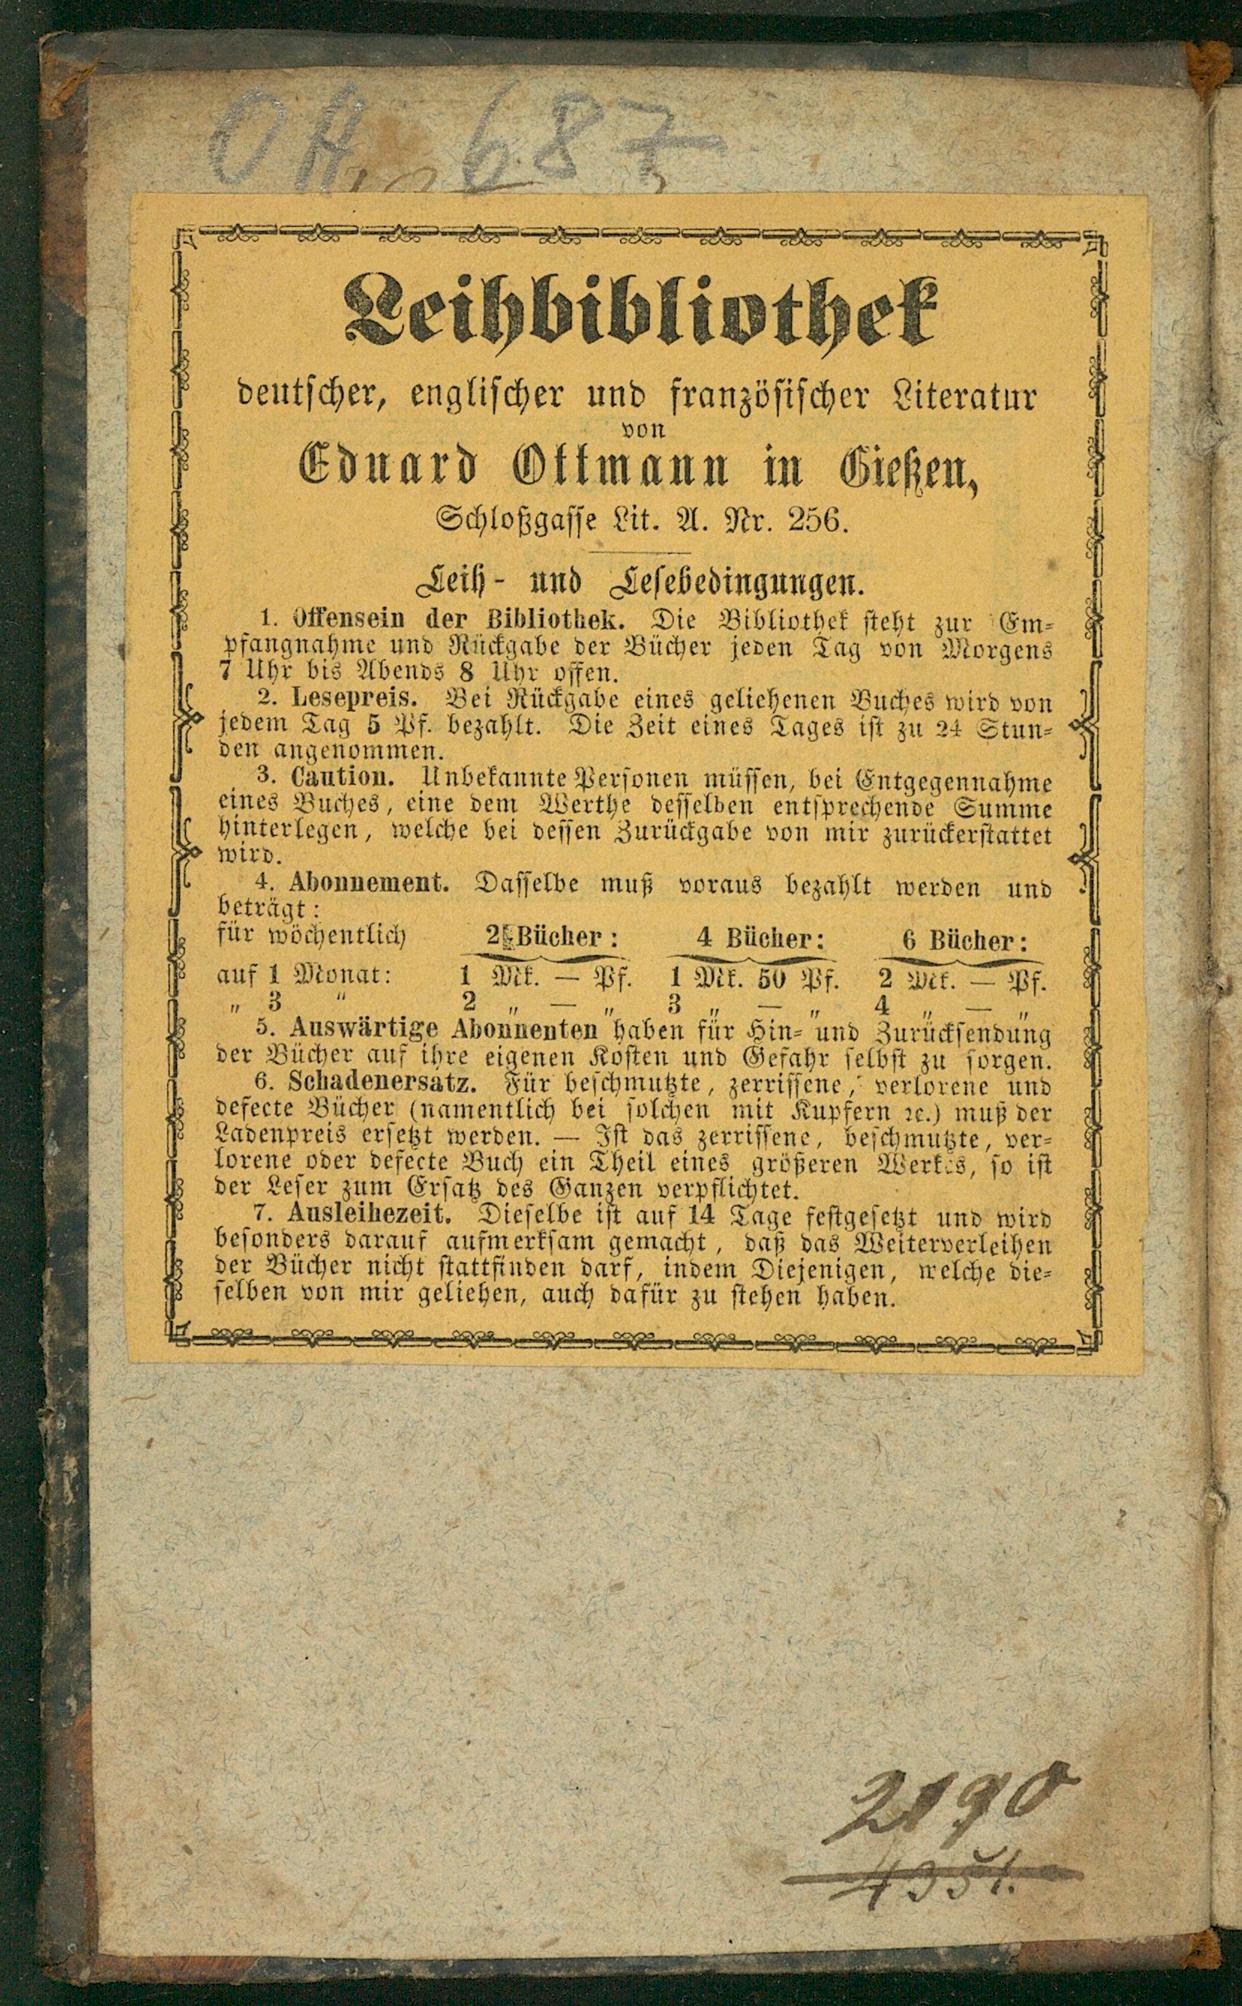 OH 687
Leihbibliothek
deutscher, englischer und französischer Literatur
von
Eduard Ottmann in Gießen,
Schloßgasse Lit. A. Nr. 256.
Leih- und Lesebedingungen.
1. Offensein der Bibliothek. Die Bibliothek steht zur Em-
pfangnahme und Rückgabe der Bücher jeden Tag von Morgens
7 Uhr bis Abends 8 Uhr offen.
2. Lesepreis. Bei Rückgabe eines geliehenen Buches wird von
jedem Tag 5 Pf. bezahlt. Die Zeit eines Tages ist zu 24 Stun-
den angenommen.
3. Caution. Unbekannte Personen müssen, bei Entgegennahme
eines Buches, eine dem Werthe desselben entsprechende Summe
hinterlegen, welche bei dessen Zurückgabe von mir zurückerstattet
wird.
4. Abonnement. Dasselbe muß voraus bezahlt werden und
beträgt:
für wöchentlich 2 Bücher: 4 Bücher: 6 Bücher:
auf 1 Monat: 1 Mk. — Pf. 1 Mk. 50 Pf. 2 Mk. — Pf.
„ 3 „ 2 „ — „ 3 „ — „ 4 „ — „
5. Auswärtige Abonnenten haben für Hin- und Zurücksendung
der Bücher auf ihre eigenen Kosten und Gefahr selbst zu sorgen.
6. Schadenersatz. Für beschmutzte, zerrissene, verlorene und
defecte Bücher (namentlich bei solchen mit Kupfern ꝛc.) muß der
Ladenpreis ersetzt werden. — Ist das zerrissene, beschmutzte, ver-
lorene oder defecte Buch ein Theil eines größeren Werkes, so ist
der Leser zum Ersatz des Ganzen verpflichtet.
7. Ausleihezeit. Dieselbe ist auf 14 Tage festgesetzt und wird
besonders darauf aufmerksam gemacht, daß das Weiterverleihen
der Bücher nicht stattfinden darf, indem Diejenigen, welche die-
selben von mir geliehen, auch dafür zu stehen haben.
2190
4351.